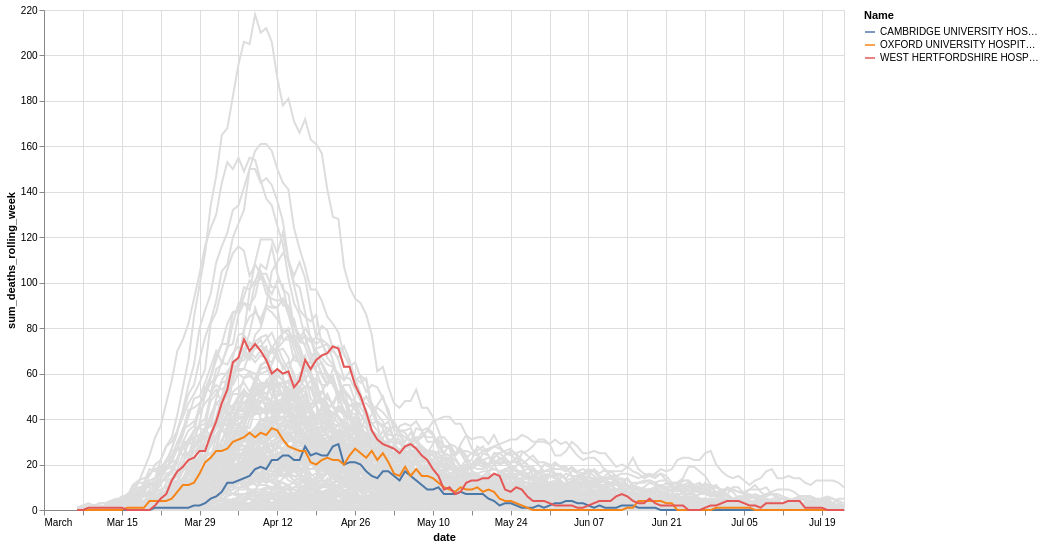 220
200
180
160
140
120
100
80
60
40
20
0
sum_deaths_rolling_week
March
Mar 15
Mar 29
Apr 12
Apr 26
May 10
May 24
Jun 07
Jun 21
Jul 05
Jul 19
date
Name
CAMBRIDGE UNIVERSITY HOS…
OXFORD UNIVERSITY HOSPIT…
WEST HERTFORDSHIRE HOSP…